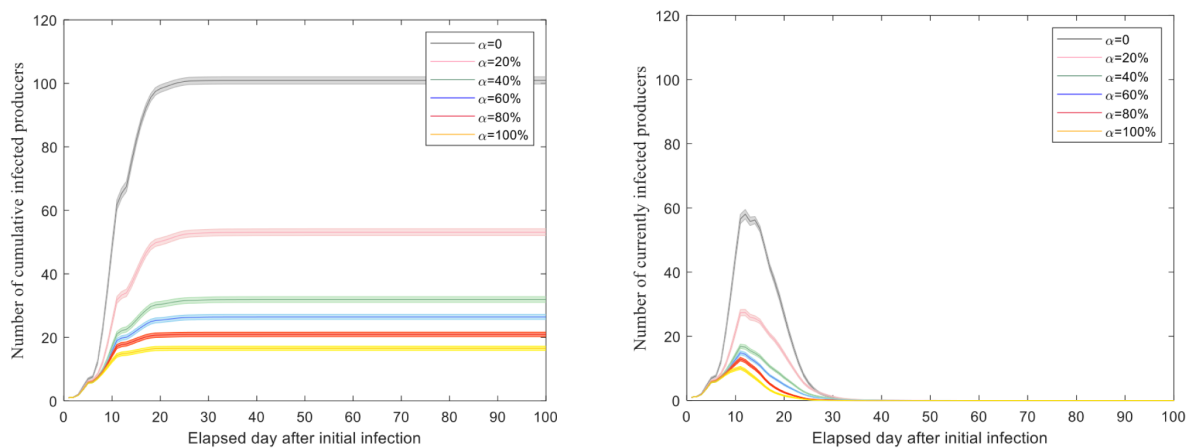 Number of cumulative infected producers
120
100
80
60
40
20
0
α=0
α=20%
α=40%
α=60%
α=80%
α=100%
0 10 20 30 40 50 60 70 80 90 100
Elapsed day after initial infection
Number of currently infected producers
120
100
80
60
40
20
0
α=0
α=20%
α=40%
α=60%
α=80%
α=100%
0 10 20 30 40 50 60 70 80 90 100
Elapsed day after initial infection